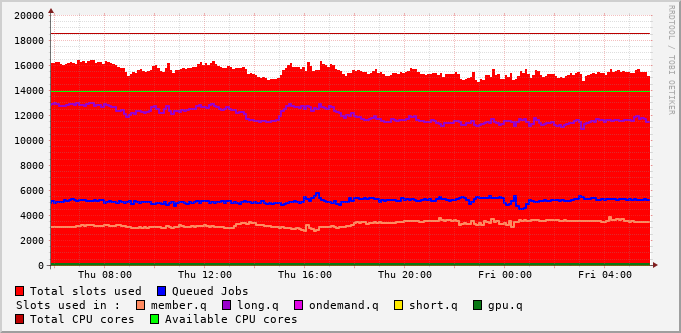 20000
18000
16000
14000
12000
10000
8000
6000
4000
2000
0
Thu 08:00 Thu 12:00 Thu 16:00 Thu 20:00 Fri 00:00 Fri 04:00
RRDTOOL / TOBI OETIKER
Total slots used Queued Jobs
Slots used in : member.q long.q ondemand.q short.q gpu.q
Total CPU cores Available CPU cores